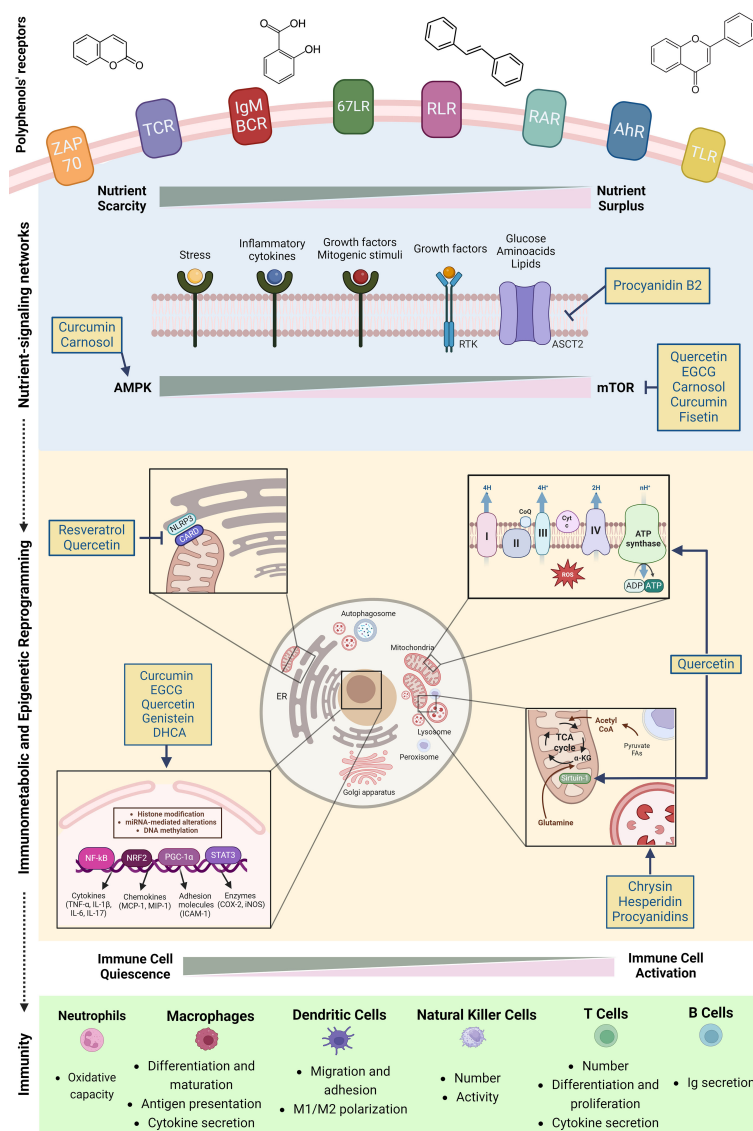 Polyphenols' receptors
OH
O
OH
O
O
O
O
ZAP
70
TCR
IgM
BCR
67LR
RLR
RAR
AhR
TLR
Nutrient-signaling networks
Nutrient
Scarcity
Nutrient
Surplus
Stress
Inflammatory
cytokines
Growth factors
Mitogenic stimuli
Growth factors
Glucose
Aminoacids
Lipids
Procyanidin B2
RTK
ASCT2
Curcumin
Carnosol
AMPK
mTOR
Quercetin
EGCG
Carnosol
Curcumin
Fisetin
Immunometabolic and Epigenetic Reprogramming
NLRP3
CARD
Resveratrol
Quercetin
4H
4H⁺
2H
nH⁺
CoQ
Cyt
c
I
II
III
IV
ATP
synthase
ROS
ADP
ATP
Quercetin
Autophagosome
Mitochondria
ER
Lysosome
Peroxisome
Golgi apparatus
Curcumin
EGCG
Quercetin
Genistein
DHCA
• Histone modification
• miRNA-mediated alterations
• DNA methylation
NF-kB
NRF2
PGC-1α
STAT3
Cytokines
(TNF-α, IL-1β,
IL-6, IL-17)
Chemokines
(MCP-1, MIP-1)
Adhesion
molecules
(ICAM-1)
Enzymes
(COX-2, iNOS)
Acetyl
CoA
TCA
cycle
α-KG
Pyruvate
FAs
Sirtuin-1
Glutamine
Chrysin
Hesperidin
Procyanidins
Immune Cell
Quiescence
Immune Cell
Activation
Immunity
Neutrophils
• Oxidative
capacity
Macrophages
• Differentiation and
maturation
• Antigen presentation
• Cytokine secretion
Dendritic Cells
• Migration and
adhesion
• M1/M2 polarization
Natural Killer Cells
• Number
• Activity
T Cells
• Number
• Differentiation and
proliferation
• Cytokine secretion
B Cells
• Ig secretion